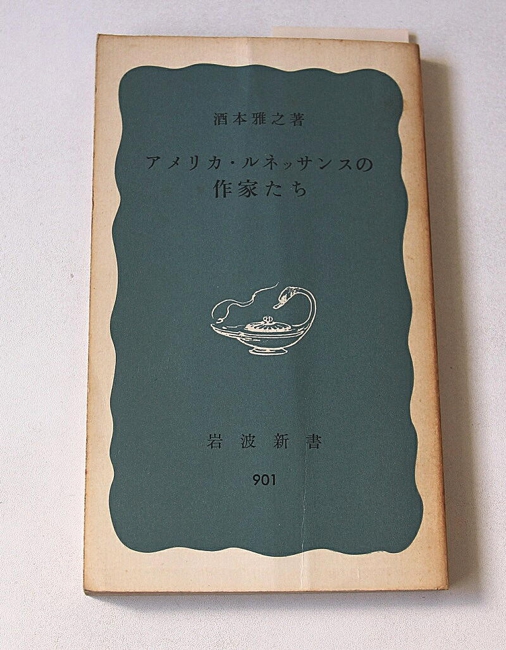 酒本雅之著
アメリカ・ルネッサンスの
作家たち
岩波新書
901